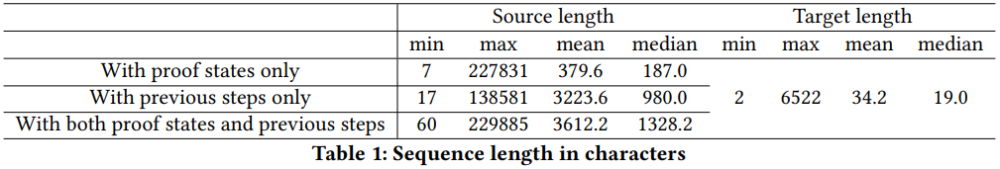 Source length Target length
min max mean median min max mean median
With proof states only 7 227831 379.6 187.0
With previous steps only 17 138581 3223.6 980.0 2 6522 34.2 19.0
With both proof states and previous steps 60 229885 3612.2 1328.2
Table 1: Sequence length in characters